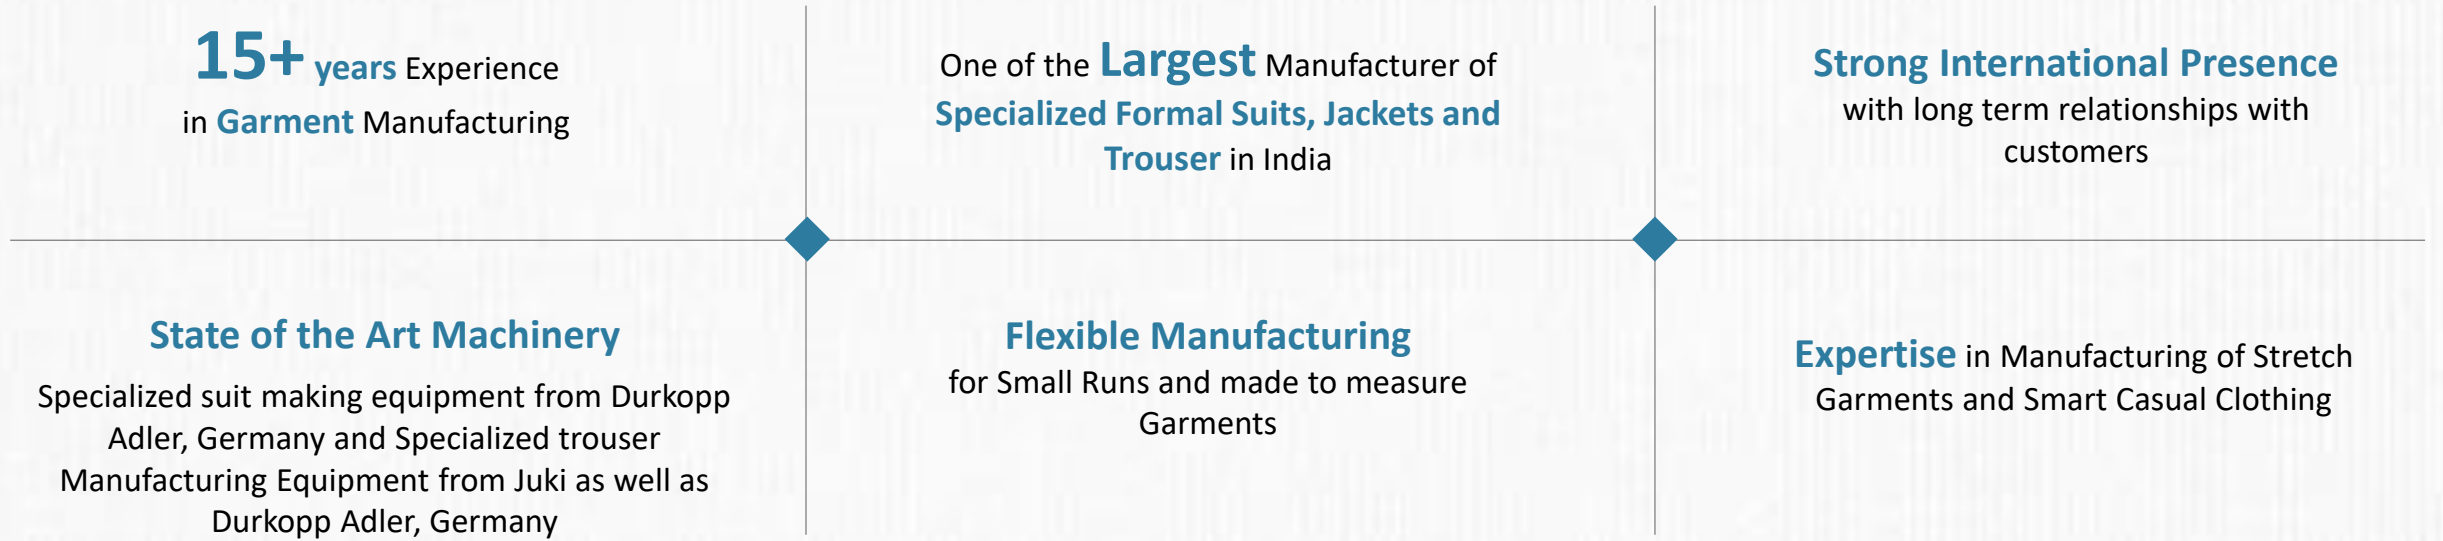 15+ years Experience
in Garment Manufacturing
One of the Largest Manufacturer of
Specialized Formal Suits, Jackets and
Trouser in India
Strong International Presence
with long term relationships with
customers
State of the Art Machinery
Specialized suit making equipment from Durkopp
Adler, Germany and Specialized trouser
Manufacturing Equipment from Juki as well as
Durkopp Adler, Germany
Flexible Manufacturing
for Small Runs and made to measure
Garments
Expertise in Manufacturing of Stretch
Garments and Smart Casual Clothing